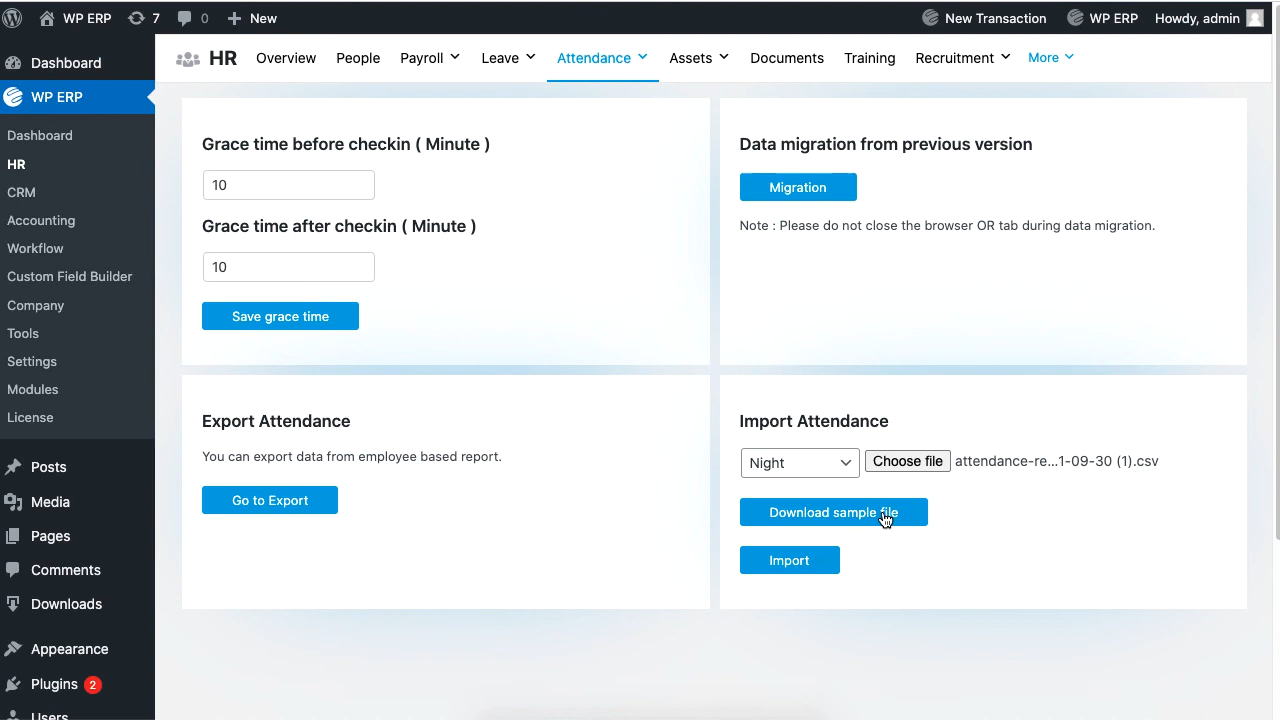 WP ERP 7 0 New New Transaction WP ERP Howdy, admin
Dashboard
WP ERP
Dashboard
HR
CRM
Accounting
Workflow
Custom Field Builder
Company
Tools
Settings
Modules
License
Posts
Media
Pages
Comments
Downloads
Appearance
Plugins 2
Users
HR Overview People Payroll Leave Attendance Assets Documents Training Recruitment More
Grace time before checkin ( Minute )
10
Grace time after checkin ( Minute )
10
Save grace time
Data migration from previous version
Migration
Note : Please do not close the browser OR tab during data migration.
Export Attendance
You can export data from employee based report.
Go to Export
Import Attendance
Night Choose file attendance-re...1-09-30 (1).csv
Download sample file
Import